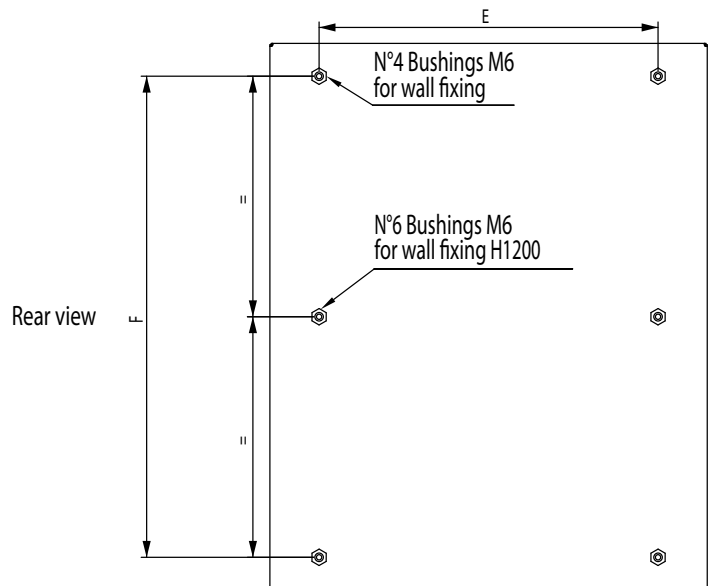 E
N°4 Bushings M6
for wall fixing
=
N°6 Bushings M6
for wall fixing H1200
Rear view
F
=